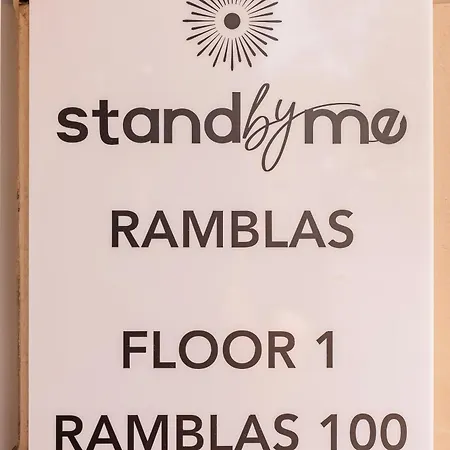 standbyme
RAMBLAS
FLOOR 1
RAMBLAS 100